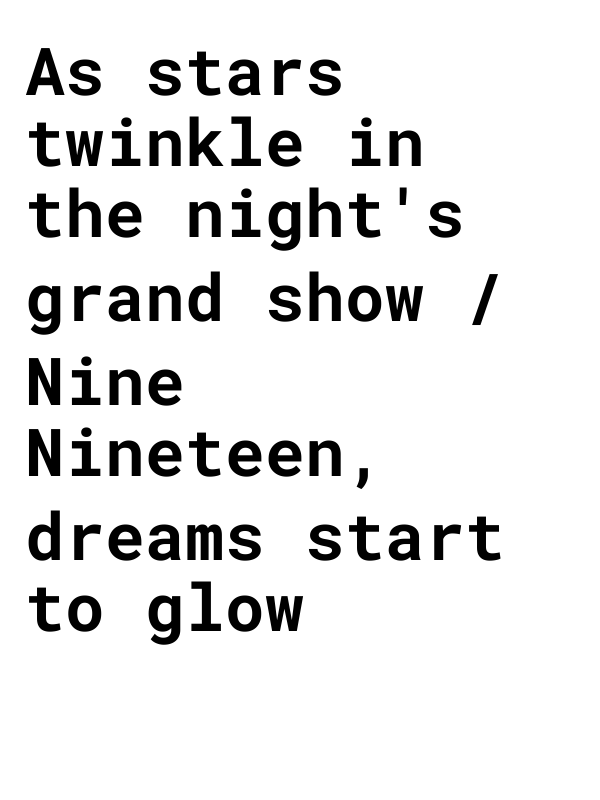 As stars
twinkle in
the night's
grand show /
Nine
Nineteen,
dreams start
to glow